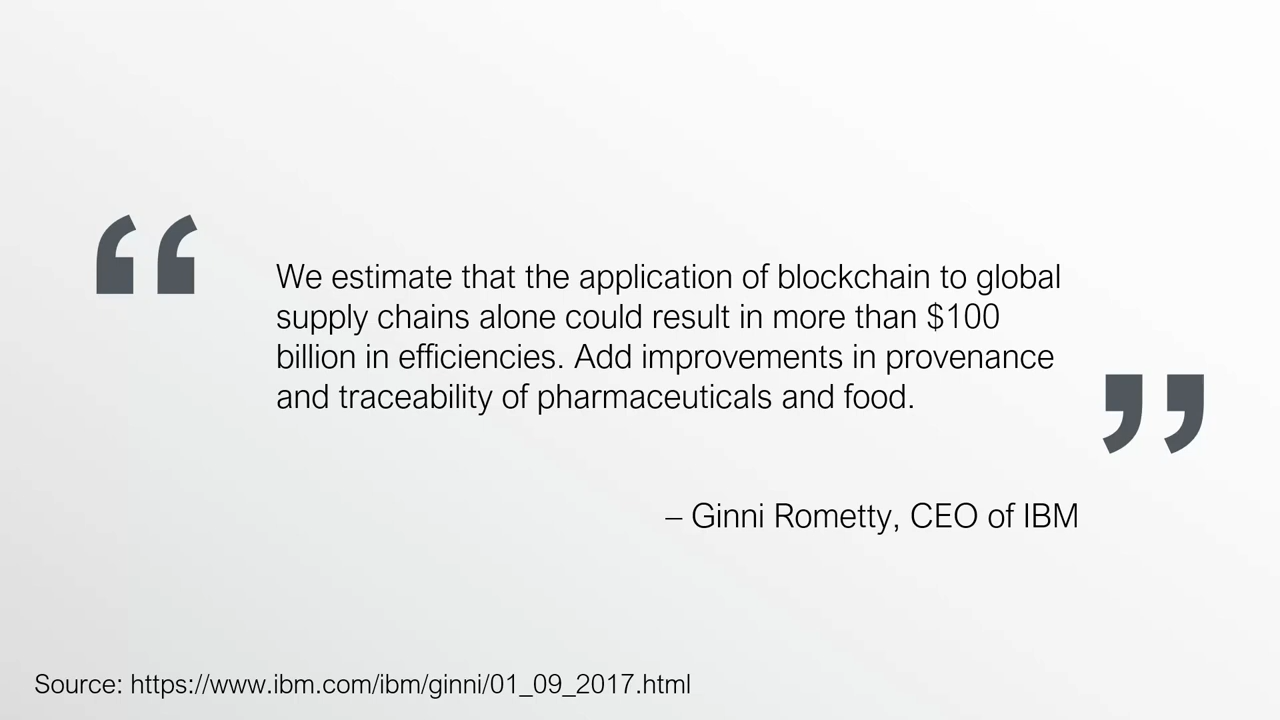 “
We estimate that the application of blockchain to global
supply chains alone could result in more than $100
billion in efficiencies. Add improvements in provenance
and traceability of pharmaceuticals and food.
”
– Ginni Rometty, CEO of IBM
Source: https://www.ibm.com/ibm/ginni/01_09_2017.html